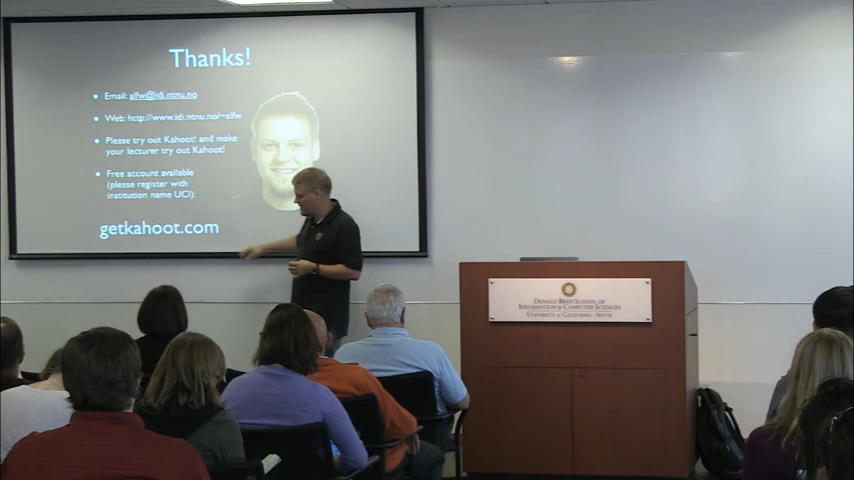 Thanks!
Email: alfw@idi.ntnu.no
Web: http://www.idi.ntnu.no/~alfw
Please try out Kahoot! and make
your lecturer try out Kahoot!
Free account available
(please register with
institution name UCI):
getkahoot.com
Donald Bren School of
Information & Computer Sciences
University of California - Irvine